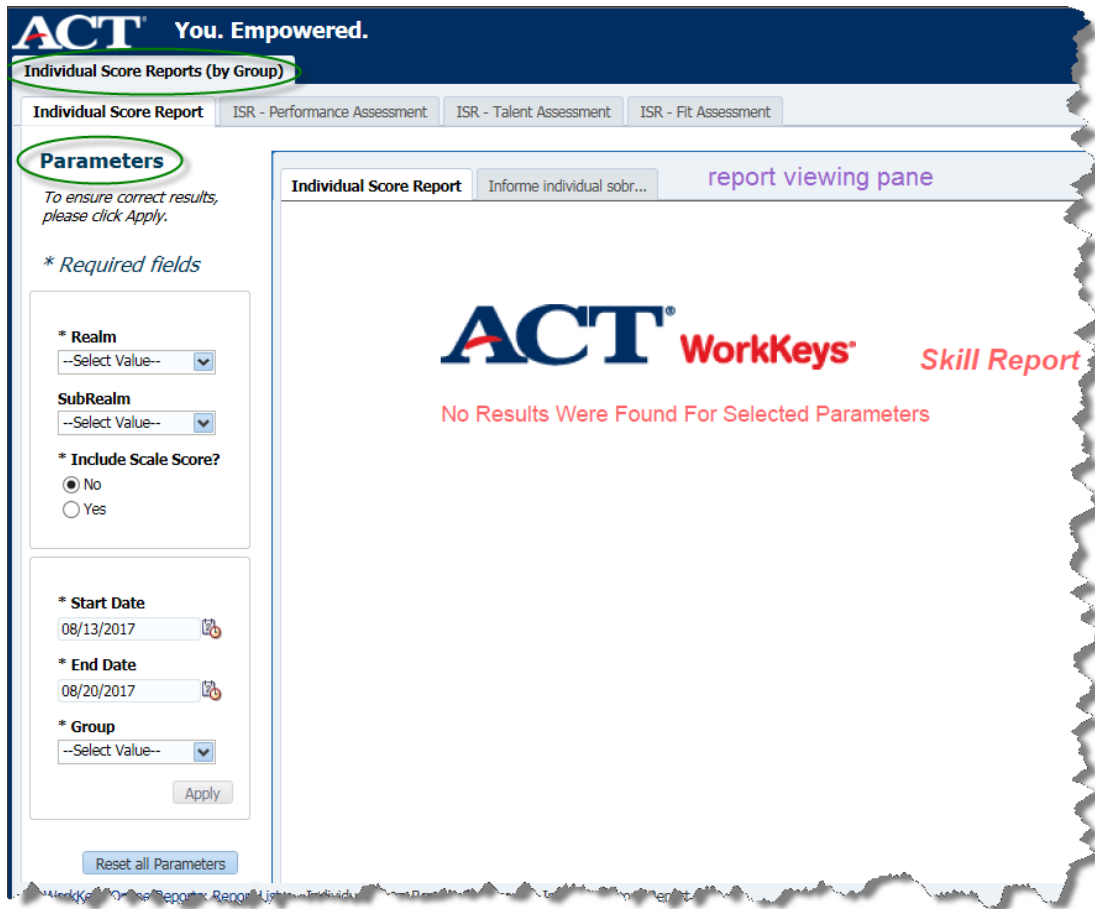 ACT® You. Empowered.
Individual Score Reports (by Group)
Individual Score Report ISR - Performance Assessment ISR - Talent Assessment ISR - Fit Assessment
Parameters
To ensure correct results,
please click Apply.
* Required fields
* Realm
--Select Value--
SubRealm
--Select Value--
* Include Scale Score?
No
Yes
* Start Date
08/13/2017
* End Date
08/20/2017
* Group
--Select Value--
Apply
Reset all Parameters
Individual Score Report Informe individual sobr... report viewing pane
ACT® WorkKeys® Skill Report
No Results Were Found For Selected Parameters